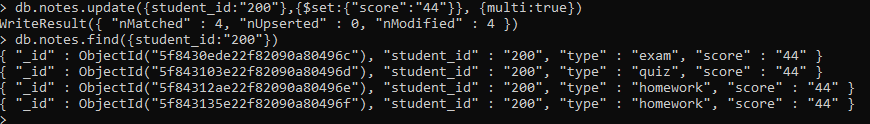 > db.notes.update({student_id:"200"},{$set:{"score":"44"}}, {multi:true})
WriteResult({ "nMatched" : 4, "nUpserted" : 0, "nModified" : 4 })
> db.notes.find({student_id:"200"})
{ "_id" : ObjectId("5f8430ede22f82090a80496c"), "student_id" : "200", "type" : "exam", "score" : "44" }
{ "_id" : ObjectId("5f843103e22f82090a80496d"), "student_id" : "200", "type" : "quiz", "score" : "44" }
{ "_id" : ObjectId("5f84312ae22f82090a80496e"), "student_id" : "200", "type" : "homework", "score" : "44" }
{ "_id" : ObjectId("5f843135e22f82090a80496f"), "student_id" : "200", "type" : "homework", "score" : "44" }
>